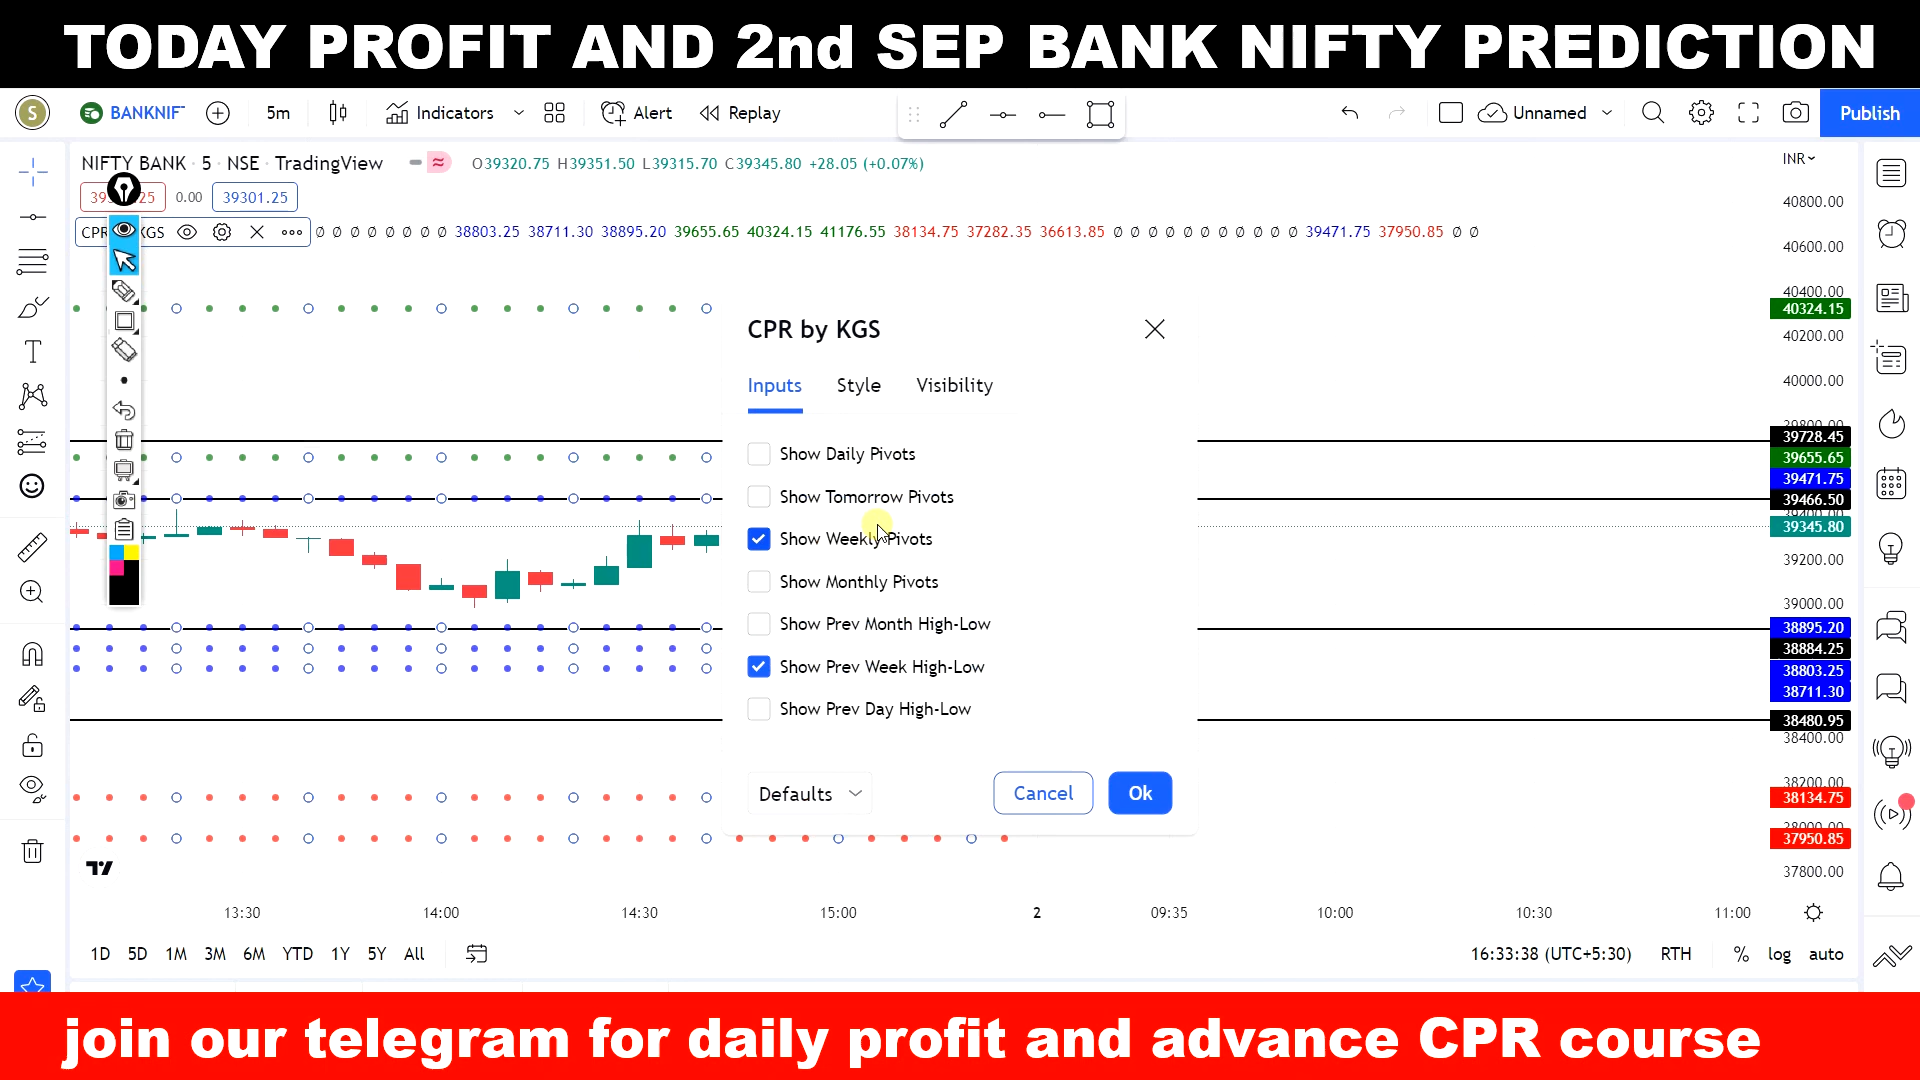 TODAY PROFIT AND 2nd SEP BANK NIFTY PREDICTION
S BANKNIF 5m Indicators Alert Replay Unnamed Publish
NIFTY BANK · 5 · NSE · TradingView O39320.75 H39351.50 L39315.70 C39345.80 +28.05 (+0.07%) INR
0.00 39301.25
40800.00
CPR KGS Ø Ø Ø Ø Ø Ø Ø Ø 38803.25 38711.30 38895.20 39655.65 40324.15 41176.55 38134.75 37282.35 36613.85 Ø Ø Ø Ø Ø Ø Ø Ø Ø Ø Ø 39471.75 37950.85 Ø Ø
40600.00
40400.00
40324.15
40200.00
40000.00
39728.45
39655.65
39471.75
39466.50
39345.80
39200.00
39000.00
38895.20
38884.25
38803.25
38711.30
38480.95
38400.00
38200.00
38134.75
38000.00
37950.85
37800.00
CPR by KGS
Inputs Style Visibility
Show Daily Pivots
Show Tomorrow Pivots
Show Weekly Pivots
Show Monthly Pivots
Show Prev Month High-Low
Show Prev Week High-Low
Show Prev Day High-Low
Defaults Cancel Ok
13:30 14:00 14:30 15:00 2 09:35 10:00 10:30 11:00
1D 5D 1M 3M 6M YTD 1Y 5Y All 16:33:38 (UTC+5:30) RTH % log auto
join our telegram for daily profit and advance CPR course